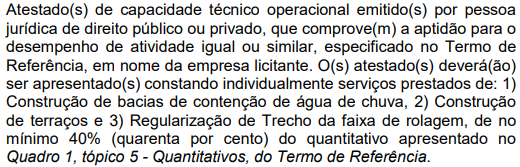 Atestado(s) de capacidade técnico operacional emitido(s) por pessoa
jurídica de direito público ou privado, que comprove(m) a aptidão para o
desempenho de atividade igual ou similar, especificado no Termo de
Referência, em nome da empresa licitante. O(s) atestado(s) deverá(ão)
ser apresentado(s) constando individualmente serviços prestados de: 1)
Construção de bacias de contenção de água de chuva, 2) Construção
de terraços e 3) Regularização de Trecho da faixa de rolagem, de no
mínimo 40% (quarenta por cento) do quantitativo apresentado no
Quadro 1, tópico 5 - Quantitativos, do Termo de Referência.